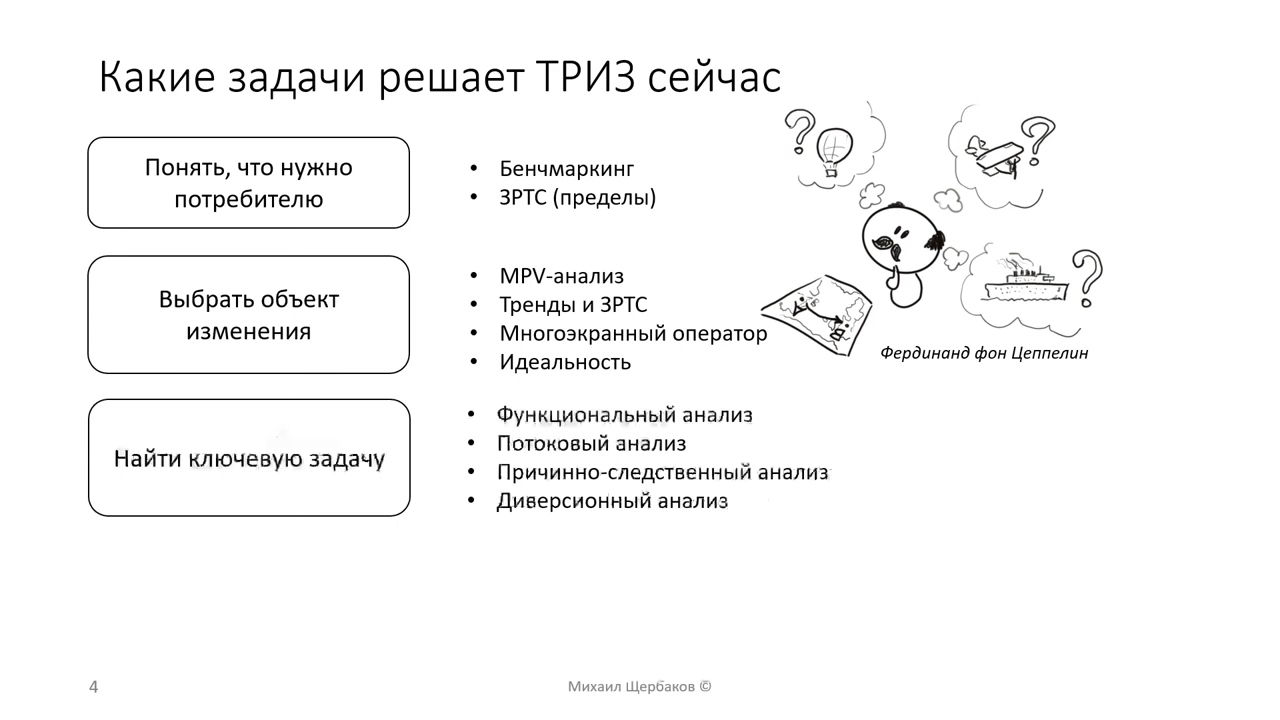 Какие задачи решает ТРИЗ сейчас
Понять, что нужно
потребителю
• Бенчмаркинг
• ЗРТС (пределы)
Выбрать объект
изменения
• MPV-анализ
• Тренды и ЗРТС
• Многоэкранный оператор
• Идеальность
Фердинанд фон Цеппелин
Найти ключевую задачу
• Функциональный анализ
• Потоковый анализ
• Причинно-следственный анализ
• Диверсионный анализ
4
Михаил Щербаков ©